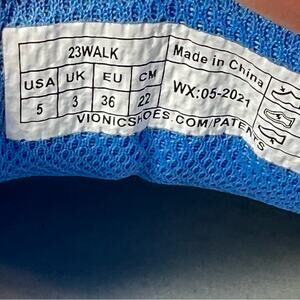 23WALK
USA UK EU CM
5 3 36 22
Made in China
WX:05-2021
VIONICSHOES.COM/PATENTS